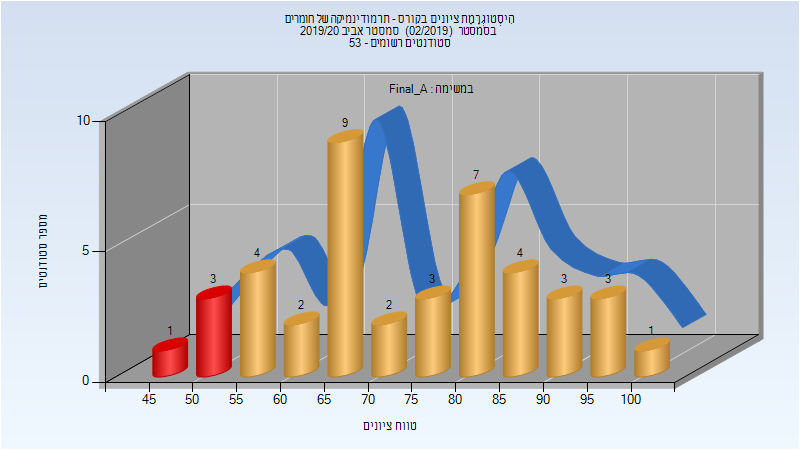 הִיסְטוֹגְרָמַת ציונים בקורס - תרמודינמיקה של חומרים
בסמסטר (02/2019) סמסטר אביב 2019/20
סטודנטים רשומים - 53
במשימה : Final_A
10
5
0
מספר סטודנטים
1
3
4
2
9
2
3
7
4
3
3
1
45 50 55 60 65 70 75 80 85 90 95 100
טווח ציונים